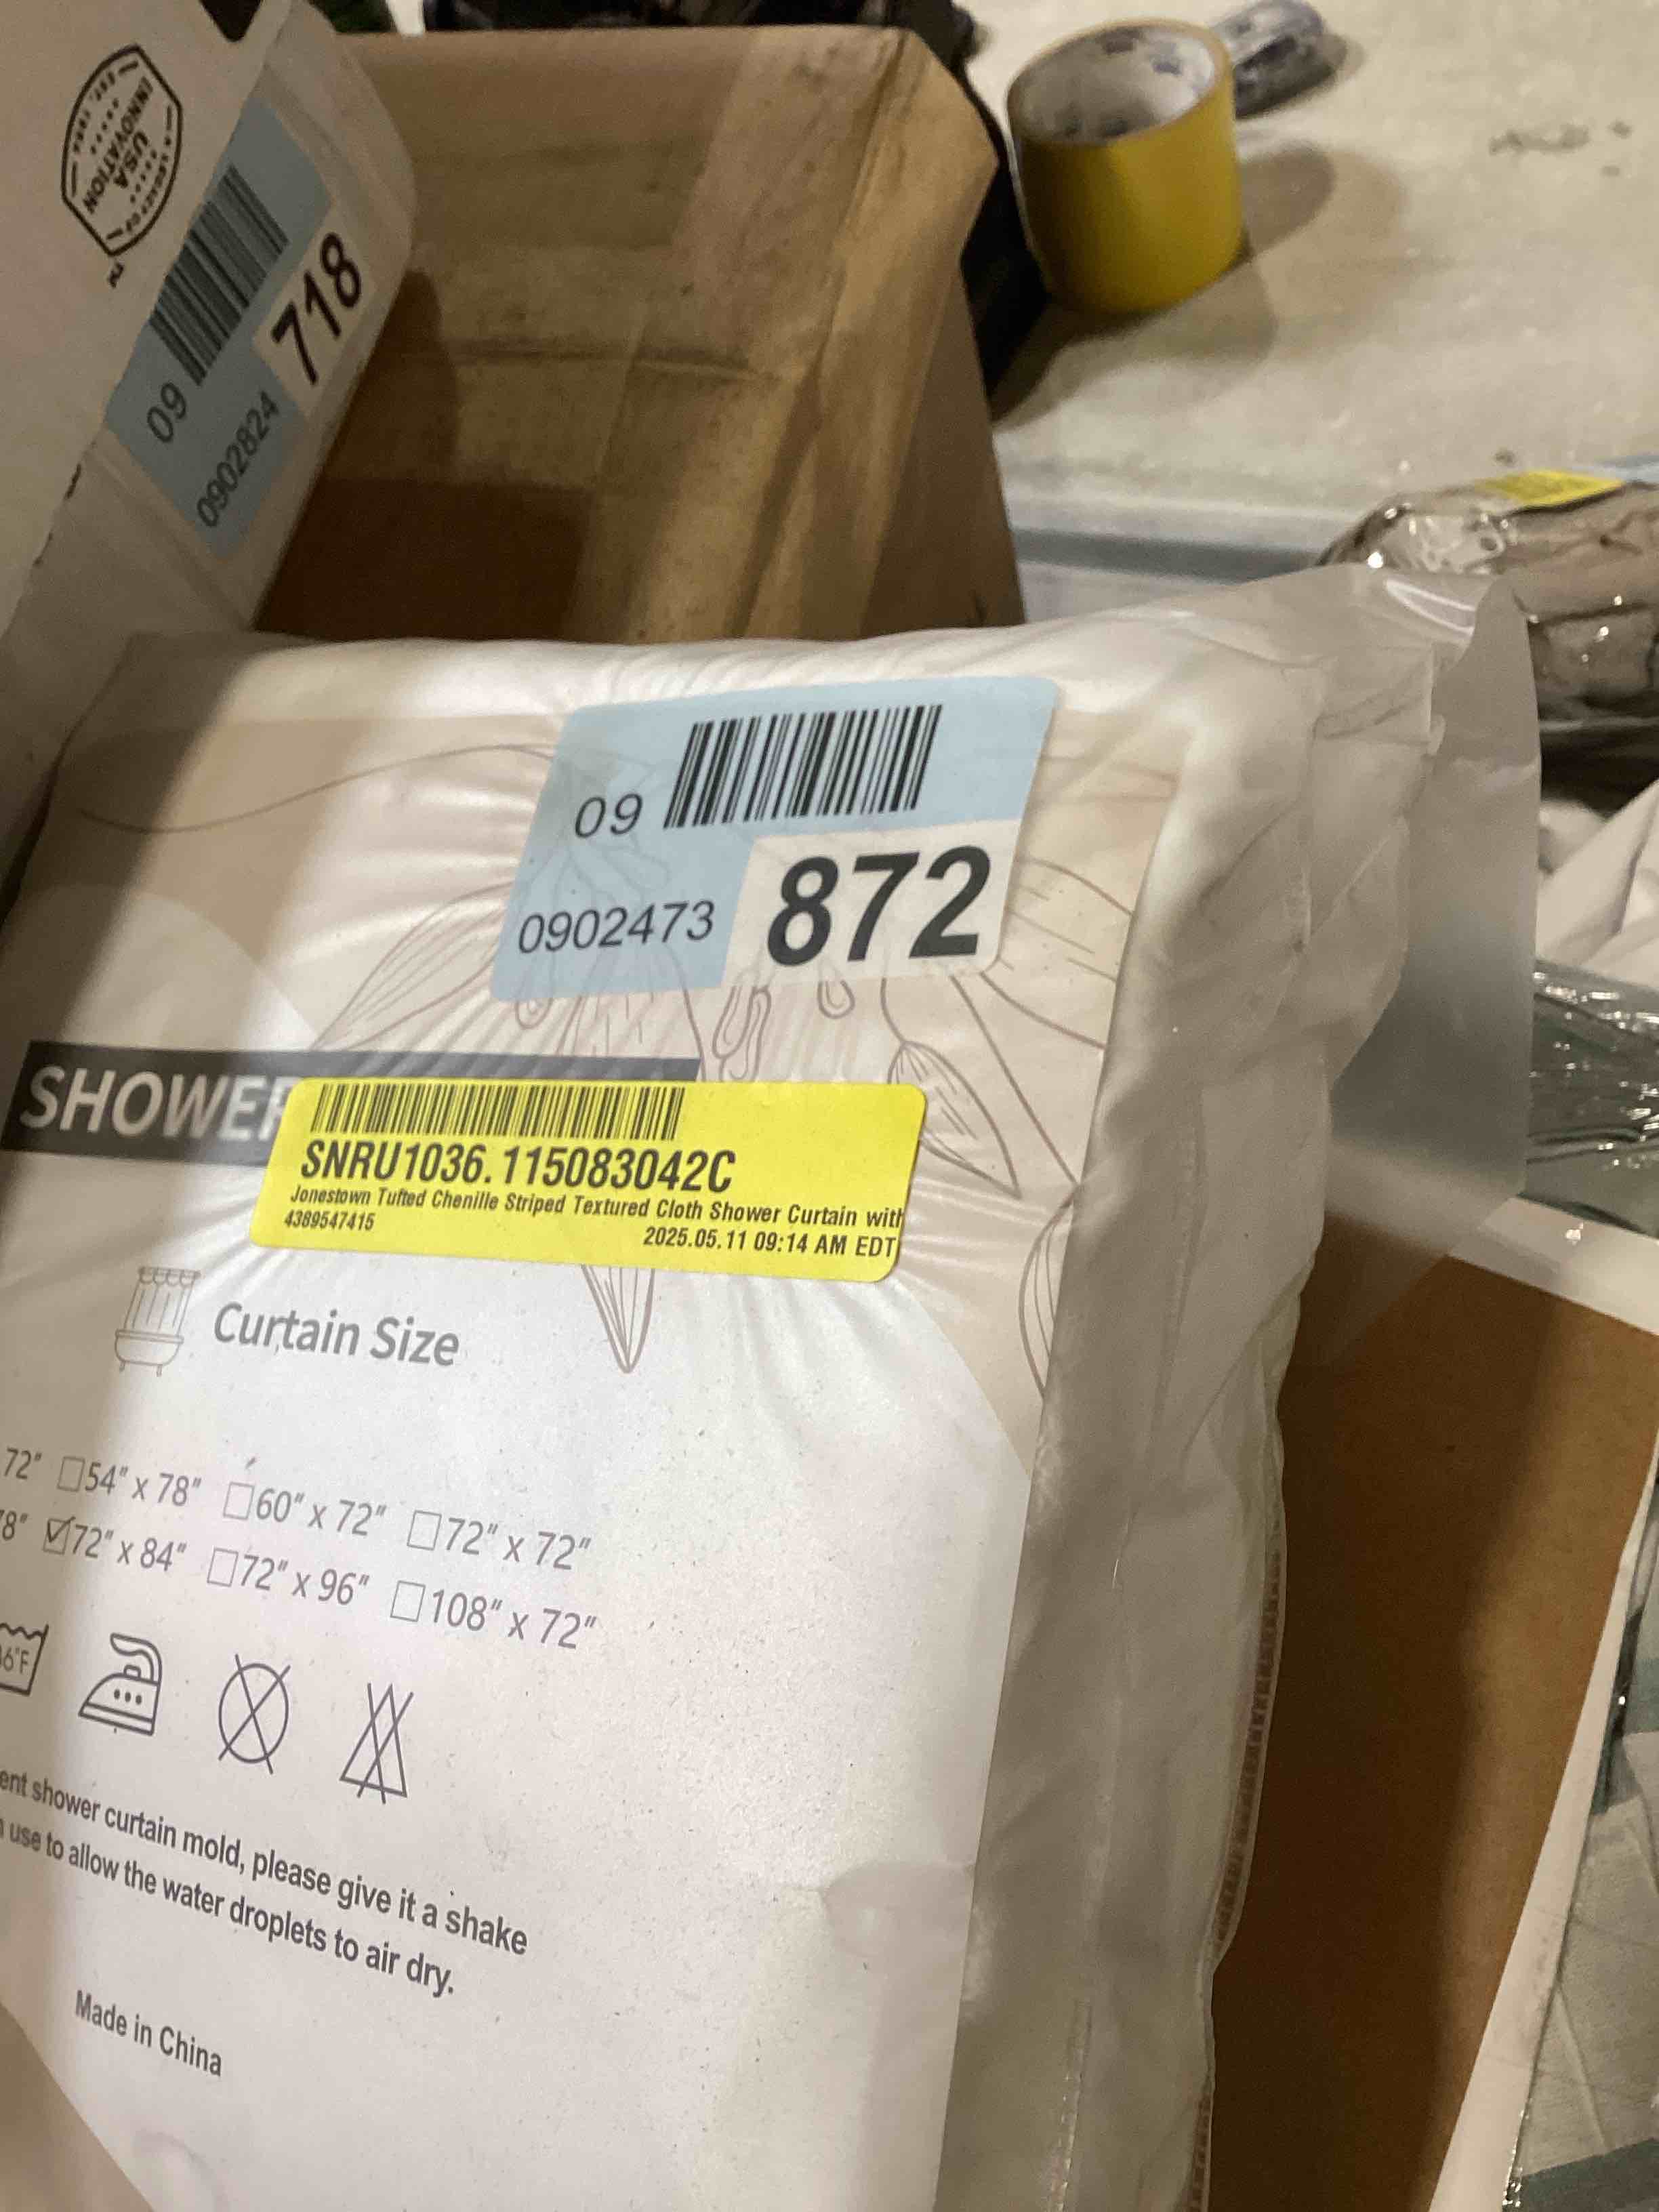 USA
INNOVATION
09
718
0902824
09
0902473
872
SHOWER
SNRU1036.115083042C
Jonestown Tufted Chenille Striped Textured Cloth Shower Curtain with
4389547415
2025.05.11 09:14 AM EDT
Curtain Size
72" 54" x 78" 60" x 72" 72" x 72"
8" 72" x 84" 72" x 96" 108" x 72"
6°F
ent shower curtain mold, please give it a shake
use to allow the water droplets to air dry.
Made in China